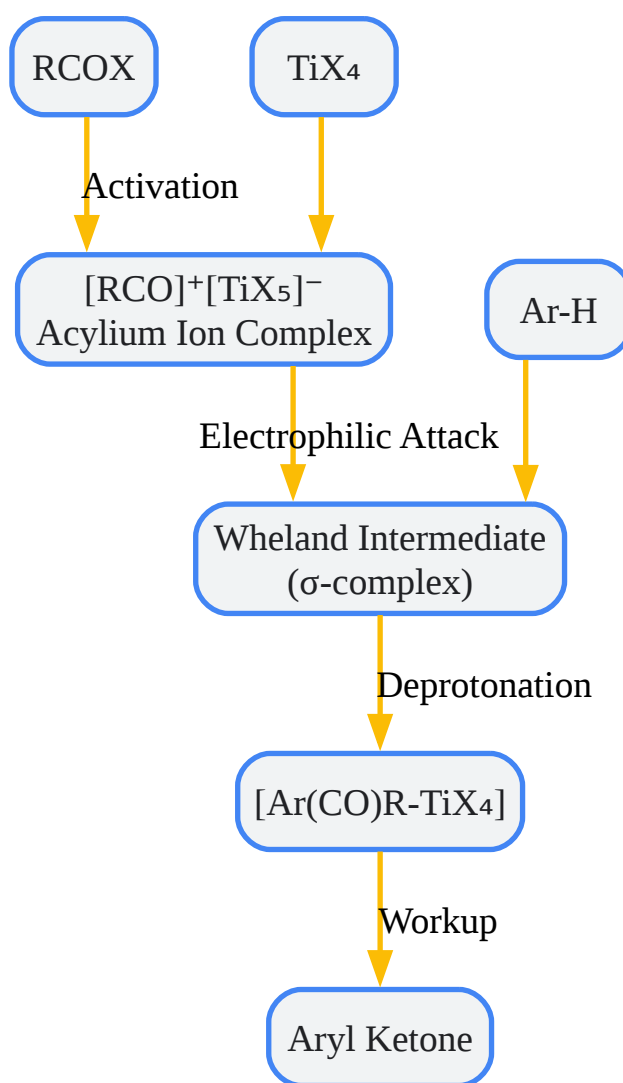 RCOX
TiX₄
Activation
[RCO]⁺[TiX₅]⁻
Acylium Ion Complex
Ar-H
Electrophilic Attack
Wheland Intermediate
(σ-complex)
Deprotonation
[Ar(CO)R-TiX₄]
Workup
Aryl Ketone